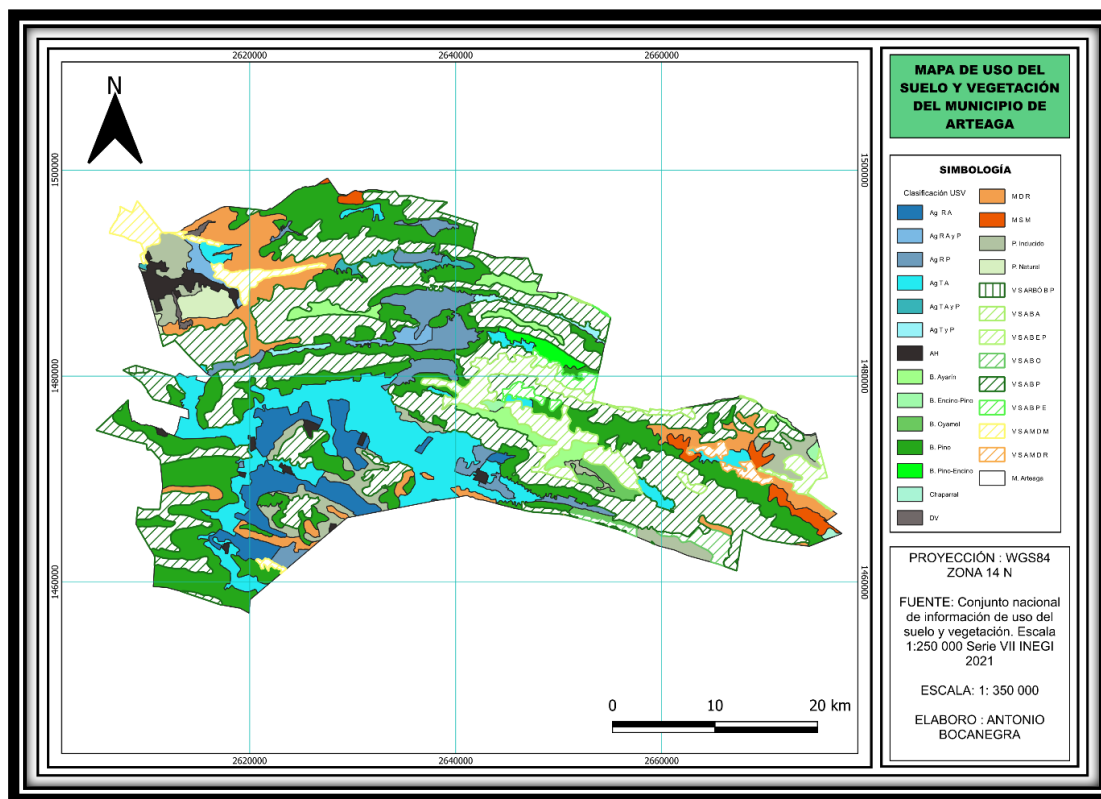 MAPA DE USO DEL
SUELO Y VEGETACIÓN
DEL MUNICIPIO DE
ARTEAGA
2620000
2640000
2660000
N
1500000
1500000
1480000
1480000
1460000
1460000
0 10 20 km
2620000
2640000
2660000
SIMBOLOGÍA
Clasificación USV
Ag R A
Ag R A y P
Ag R P
Ag T A
Ag T A y P
Ag T y P
AH
B. Ayarín
B. Encino-Pino
B. Oyamel
B. Pino
B. Pino-Encino
Chaparral
DV
M D R
M S M
P. Inducido
P. Natural
V S ARBÓ B P
V S A B A
V S A B E P
V S A B O
V S A B P
V S A B P E
V S A M D M
V S A M D R
M. Arteaga
PROYECCIÓN : WGS84
ZONA 14 N
FUENTE: Conjunto nacional
de información de uso del
suelo y vegetación. Escala
1:250 000 Serie VII INEGI
2021
ESCALA: 1: 350 000
ELABORO : ANTONIO
BOCANEGRA